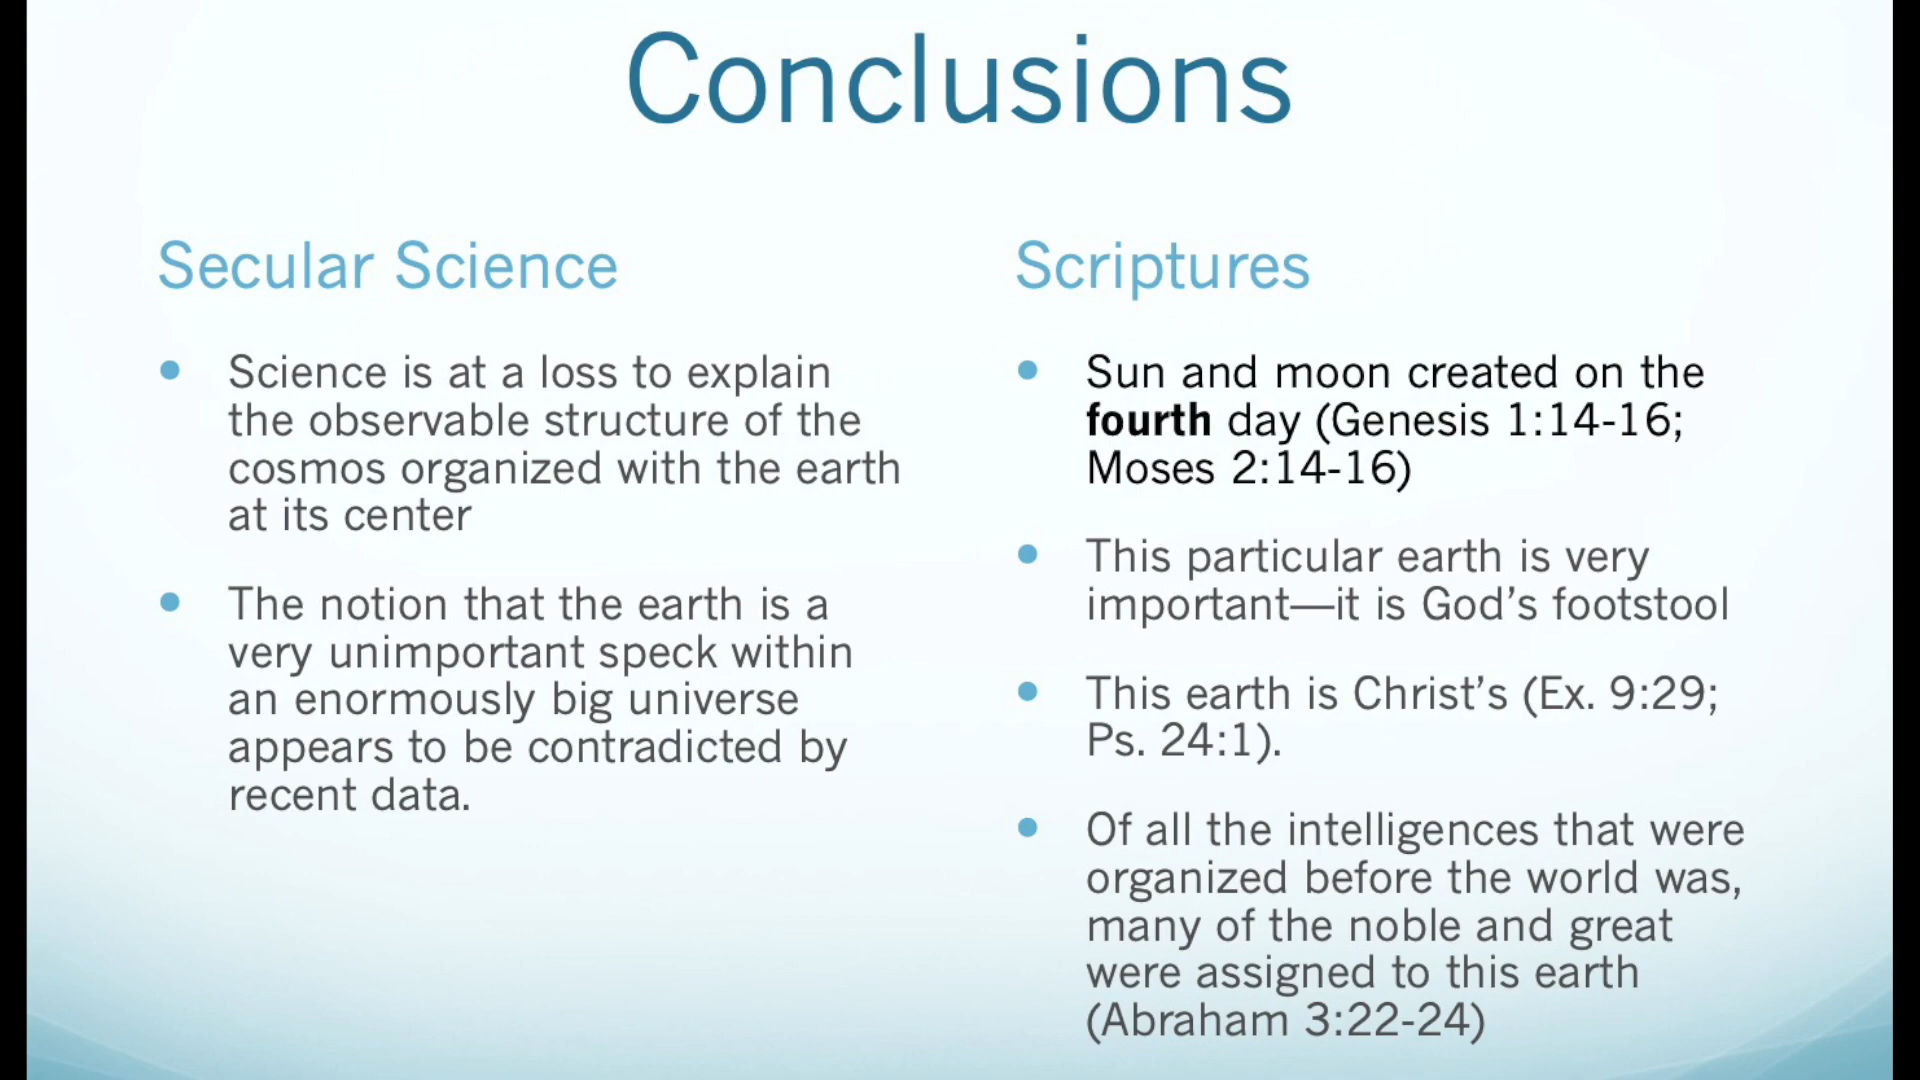 Conclusions
Secular Science
Science is at a loss to explain
the observable structure of the
cosmos organized with the earth
at its center
The notion that the earth is a
very unimportant speck within
an enormously big universe
appears to be contradicted by
recent data.
Scriptures
Sun and moon created on the
fourth day (Genesis 1:14-16;
Moses 2:14-16)
This particular earth is very
important—it is God’s footstool
This earth is Christ’s (Ex. 9:29;
Ps. 24:1).
Of all the intelligences that were
organized before the world was,
many of the noble and great
were assigned to this earth
(Abraham 3:22-24)